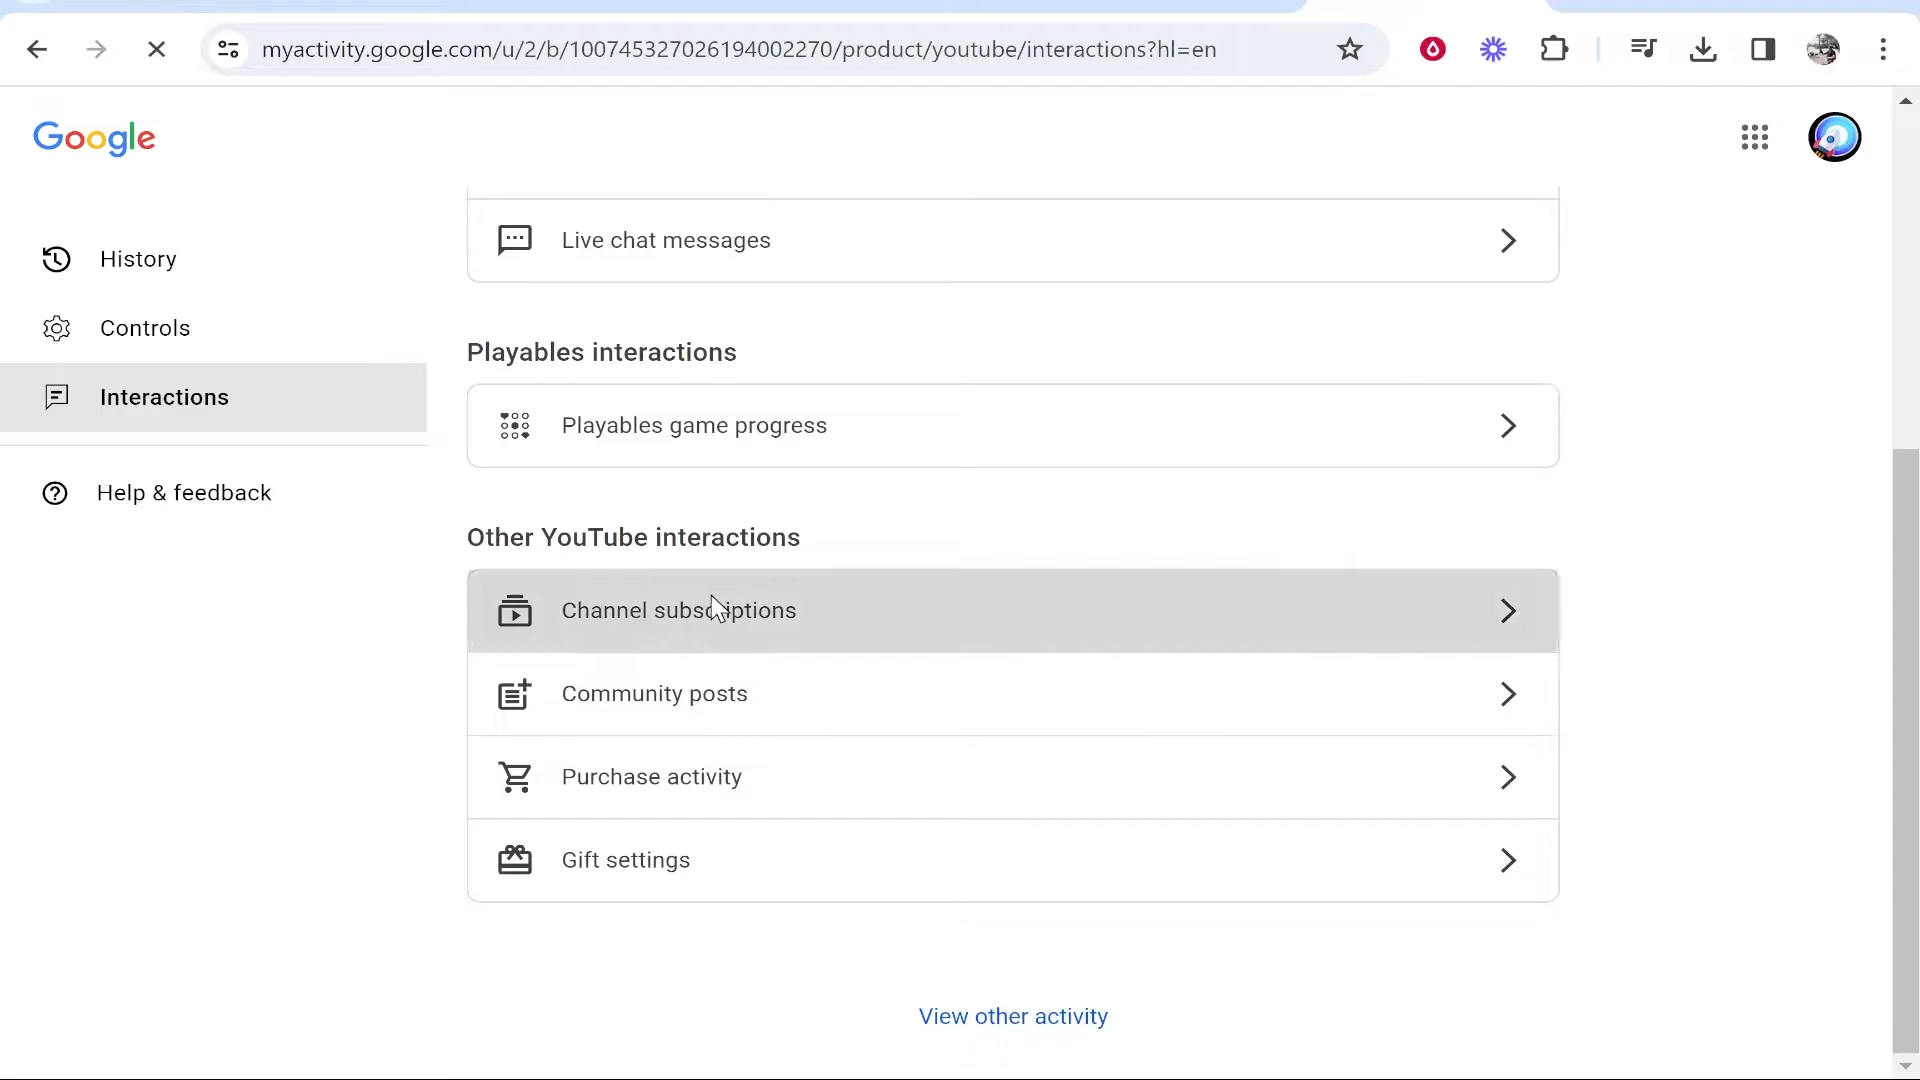 myactivity.google.com/u/2/b/100745327026194002270/product/youtube/interactions?hl=en
Google
History
Controls
Interactions
Help & feedback
Live chat messages
Playables interactions
Playables game progress
Other YouTube interactions
Channel subscriptions
Community posts
Purchase activity
Gift settings
View other activity